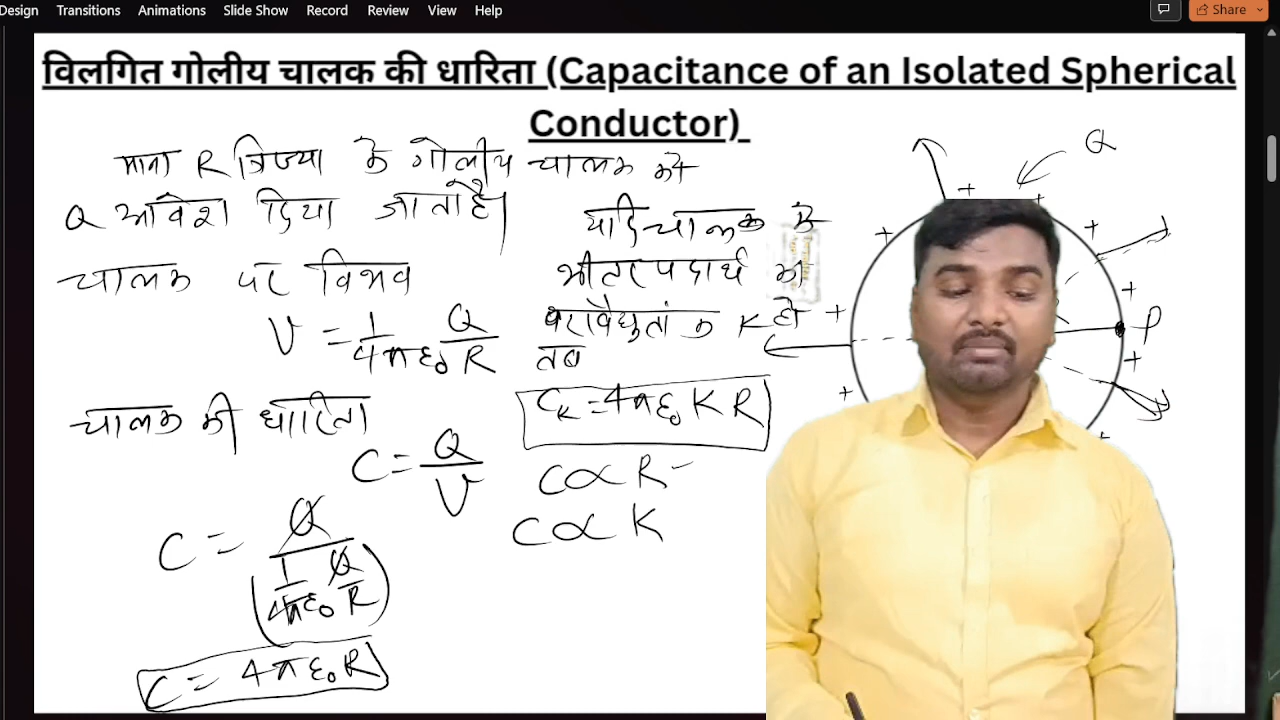 Design Transitions Animations Slide Show Record Review View Help Share
विलगित गोलीय चालक की धारिता (Capacitance of an Isolated Spherical
Conductor)
माना R त्रिज्या के गोलीय चालक को
Q आवेश दिया जाता है।
चालक पर विभव
V = 1/4πε₀ Q/R
चालक की धारिता
C = Q/V
C = Q/(1/4πε₀ Q/R)
C = 4πε₀R
यदि चालक के
भीतर पदार्थ का
परावैद्युतांक K हो
तब
Cₖ = 4πε₀KR
C ∝ R
C ∝ K
Q
+ + + + + + + + +
P